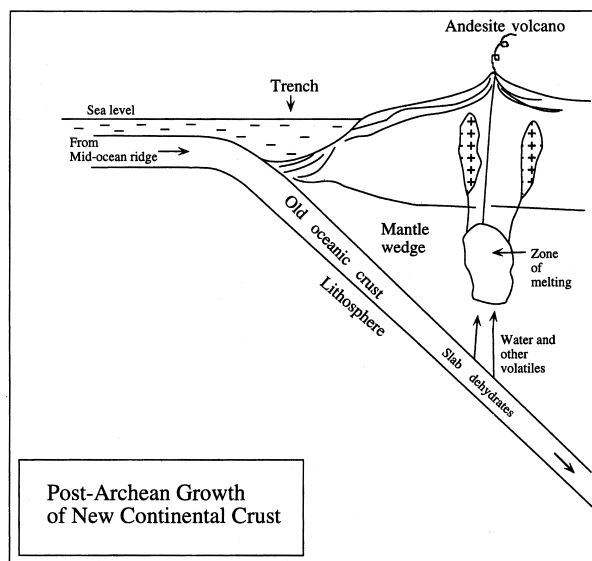 Andesite volcano
Trench
Sea level
From
Mid-ocean ridge
Old oceanic crust
Lithosphere
Mantle
wedge
Zone
of
melting
Water and
other
volatiles
Slab dehydrates
Post-Archean Growth
of New Continental Crust